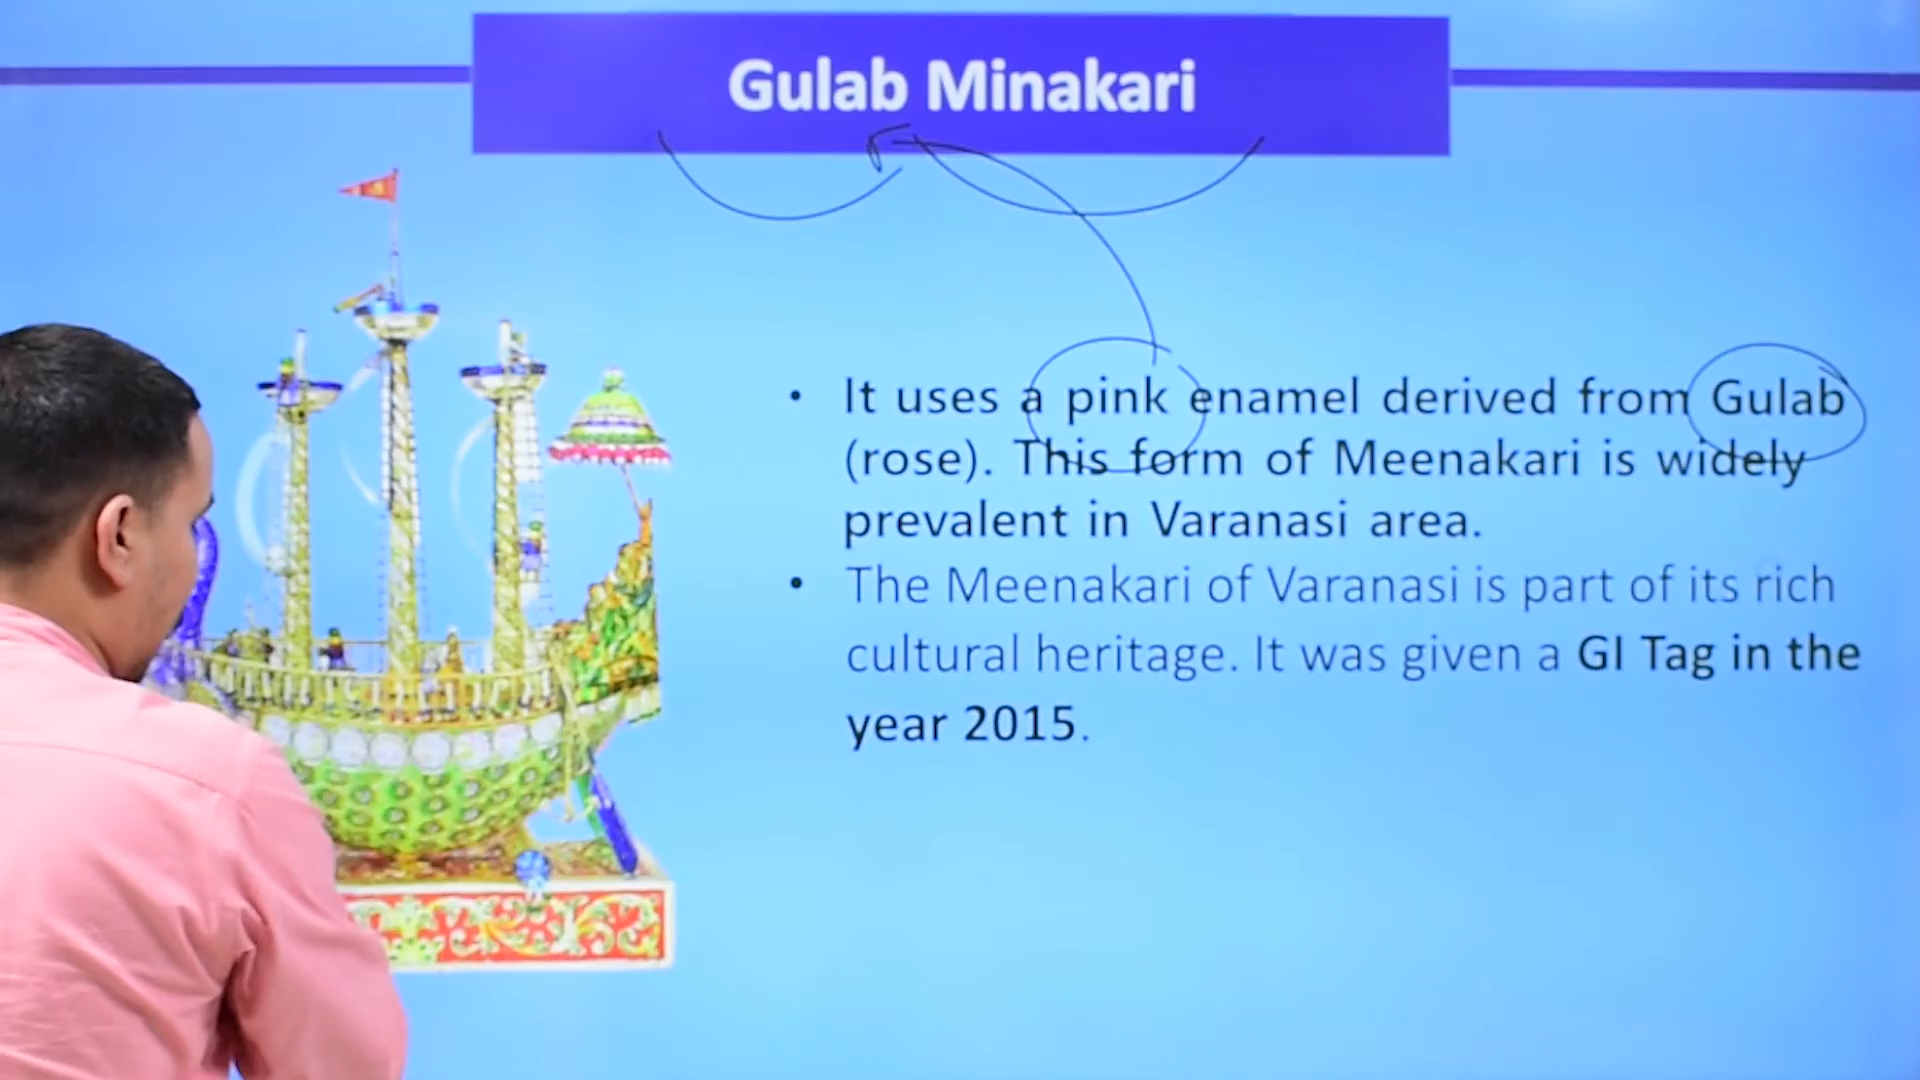 Gulab Minakari
• It uses a pink enamel derived from Gulab
(rose). This form of Meenakari is widely
prevalent in Varanasi area.
• The Meenakari of Varanasi is part of its rich
cultural heritage. It was given a GI Tag in the
year 2015.